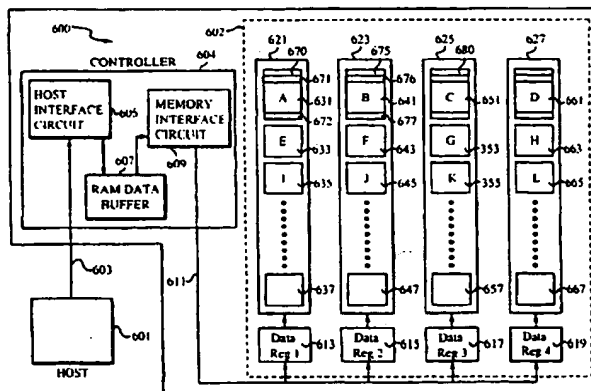 600
602
621
623
625
627
670
675
680
CONTROLLER
604
671
676
HOST
INTERFACE
CIRCUIT
605
MEMORY
INTERFACE
CIRCUIT
609
A
631
B
641
C
651
D
661
672
677
607
RAM DATA
BUFFER
E
633
F
643
G
353
H
663
I
635
J
645
K
355
L
665
603
611
637
647
657
667
601
HOST
Data
Reg 1
613
Data
Reg 2
615
Data
Reg 3
617
Data
Reg 4
619